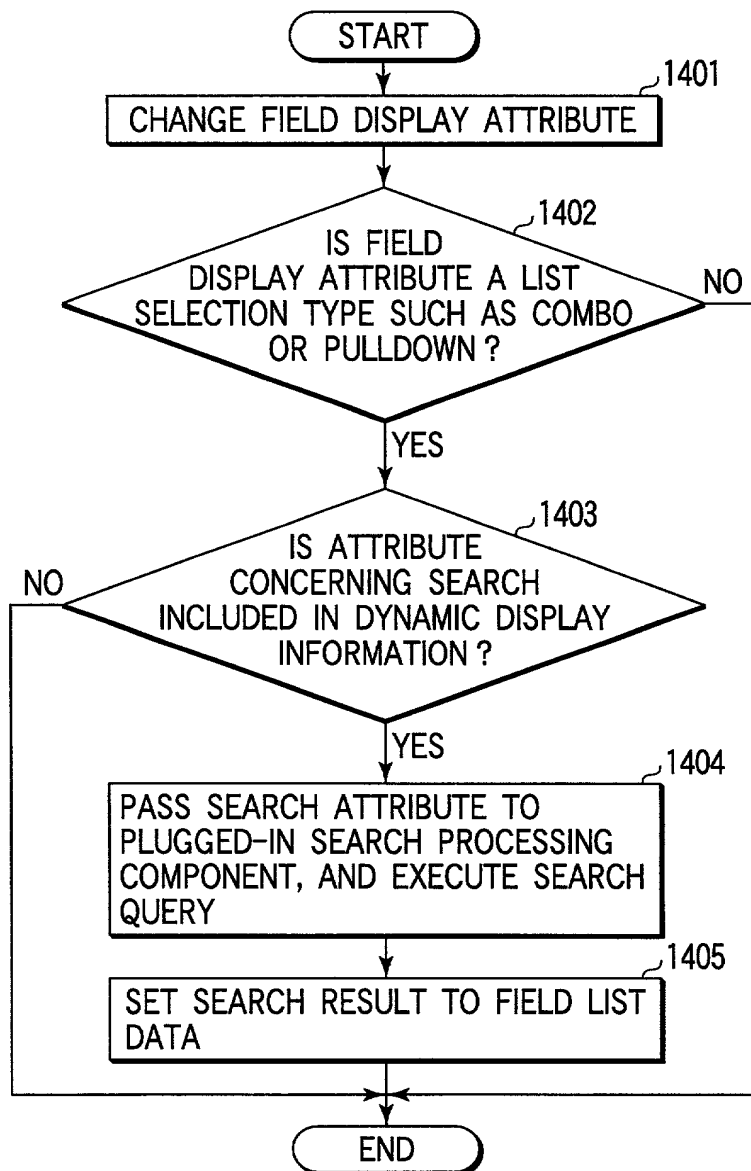 START
1401
CHANGE FIELD DISPLAY ATTRIBUTE
1402
IS FIELD
DISPLAY ATTRIBUTE A LIST
SELECTION TYPE SUCH AS COMBO
OR PULLDOWN?
NO
YES
1403
IS ATTRIBUTE
CONCERNING SEARCH
INCLUDED IN DYNAMIC DISPLAY
INFORMATION?
NO
YES
1404
PASS SEARCH ATTRIBUTE TO
PLUGGED-IN SEARCH PROCESSING
COMPONENT, AND EXECUTE SEARCH
QUERY
1405
SET SEARCH RESULT TO FIELD LIST
DATA
END